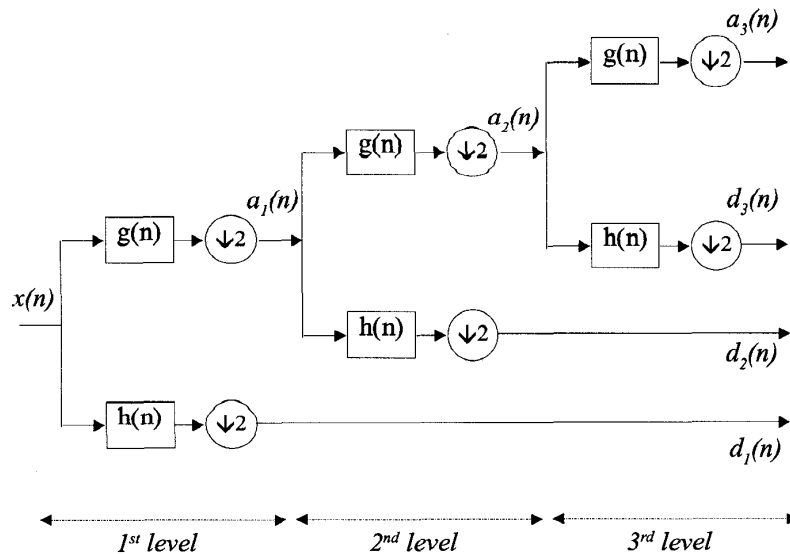 a3(n)
g(n) ↓2
a2(n)
g(n) ↓2
a1(n)
d3(n)
g(n) ↓2
h(n) ↓2
x(n)
h(n) ↓2
d2(n)
h(n) ↓2
d1(n)
1st level 2nd level 3rd level